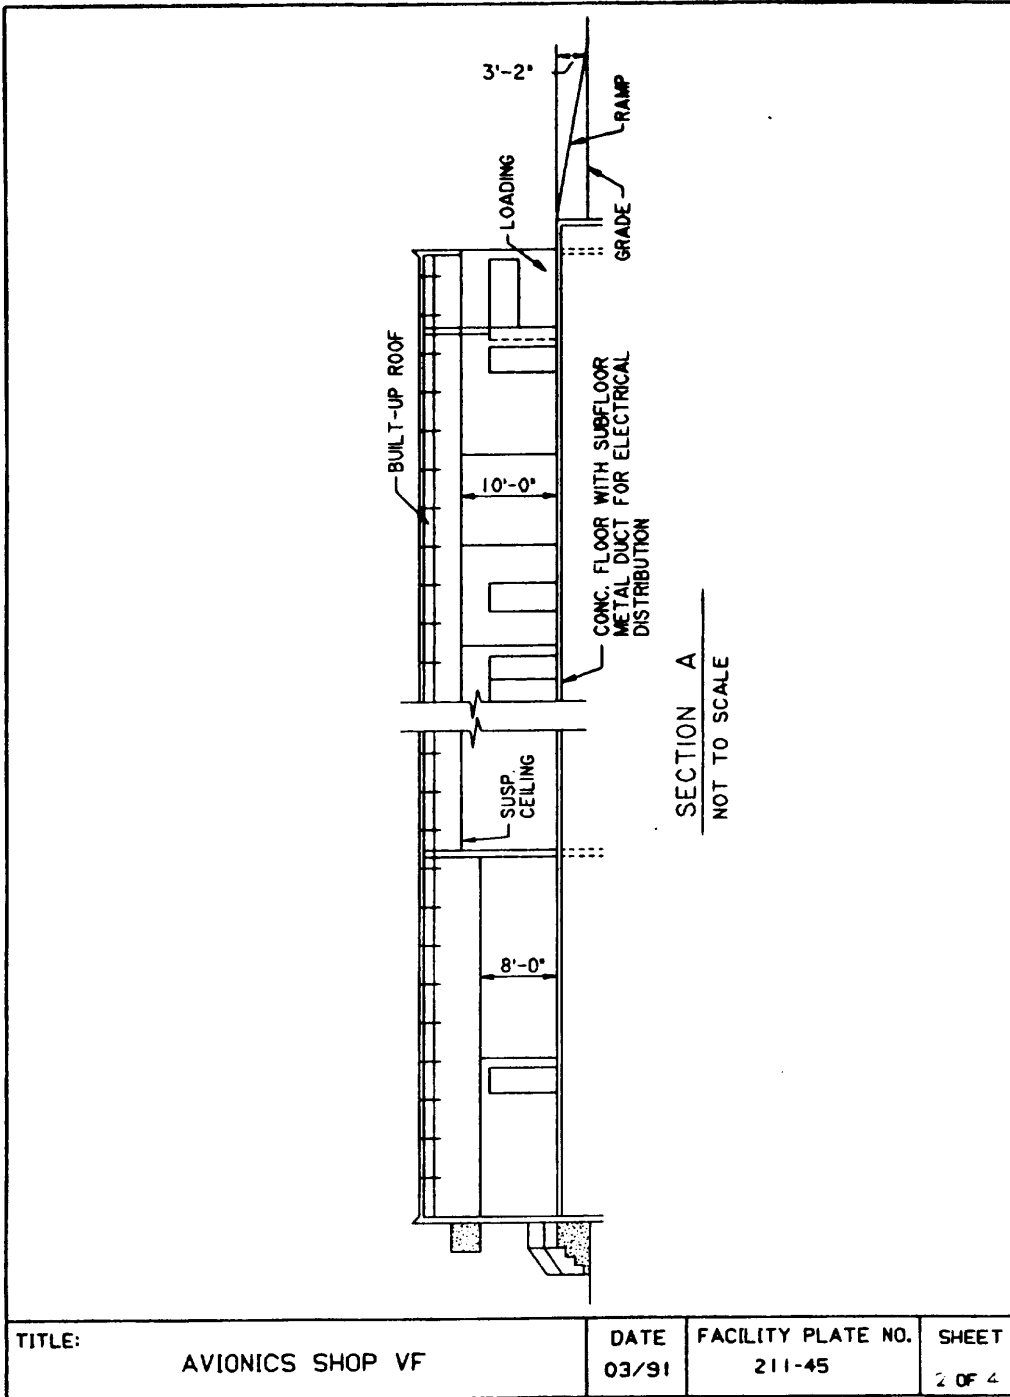 3'-2"
RAMP
LOADING
GRADE
BUILT-UP ROOF
10'-0"
CONC. FLOOR WITH SUBFLOOR
METAL DUCT FOR ELECTRICAL
DISTRIBUTION
SUSP.
CEILING
8'-0"
SECTION A
NOT TO SCALE
TITLE:
AVIONICS SHOP VF
DATE
03/91
FACILITY PLATE NO.
211-45
SHEET
2 OF 4